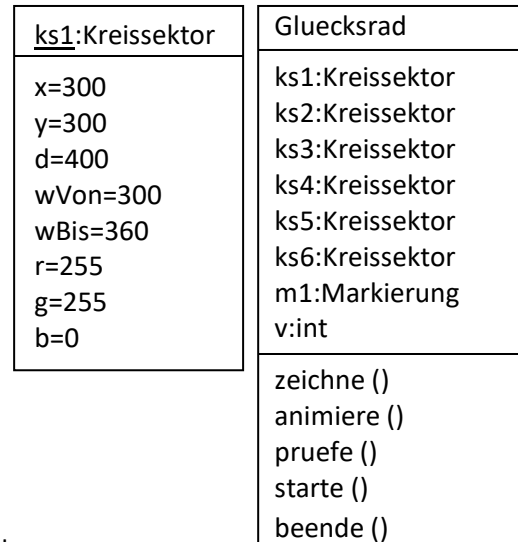 ks1:Kreissektor
x=300
y=300
d=400
wVon=300
wBis=360
r=255
g=255
b=0
Gluecksrad
ks1:Kreissektor
ks2:Kreissektor
ks3:Kreissektor
ks4:Kreissektor
ks5:Kreissektor
ks6:Kreissektor
m1:Markierung
v:int
zeichne ()
animiere ()
pruefe ()
starte ()
beende ()
.